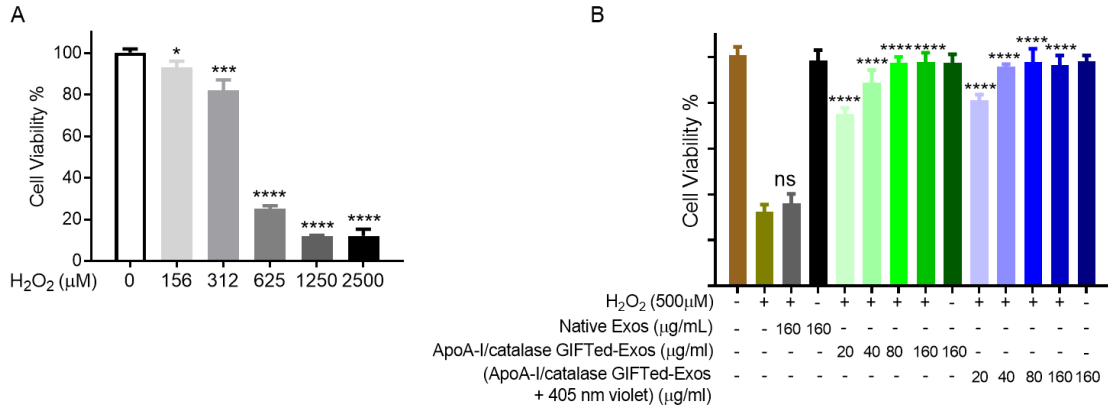 A
Cell Viability %
100
80
60
40
20
0
*
***
****
****
****
H₂O₂ (μM) 0 156 312 625 1250 2500
B
Cell Viability %
ns
****
****
****
****
****
****
****
****
H₂O₂ (500μM) - + + - + + + + - + + + + -
Native Exos (μg/mL) - - 160 160 - - - - - - - - - -
ApoA-I/catalase GIFTed-Exos (μg/ml) - - - - 20 40 80 160 160 - - - - -
(ApoA-I/catalase GIFTed-Exos
+ 405 nm violet) (μg/ml) - - - - - - - - - 20 40 80 160 160